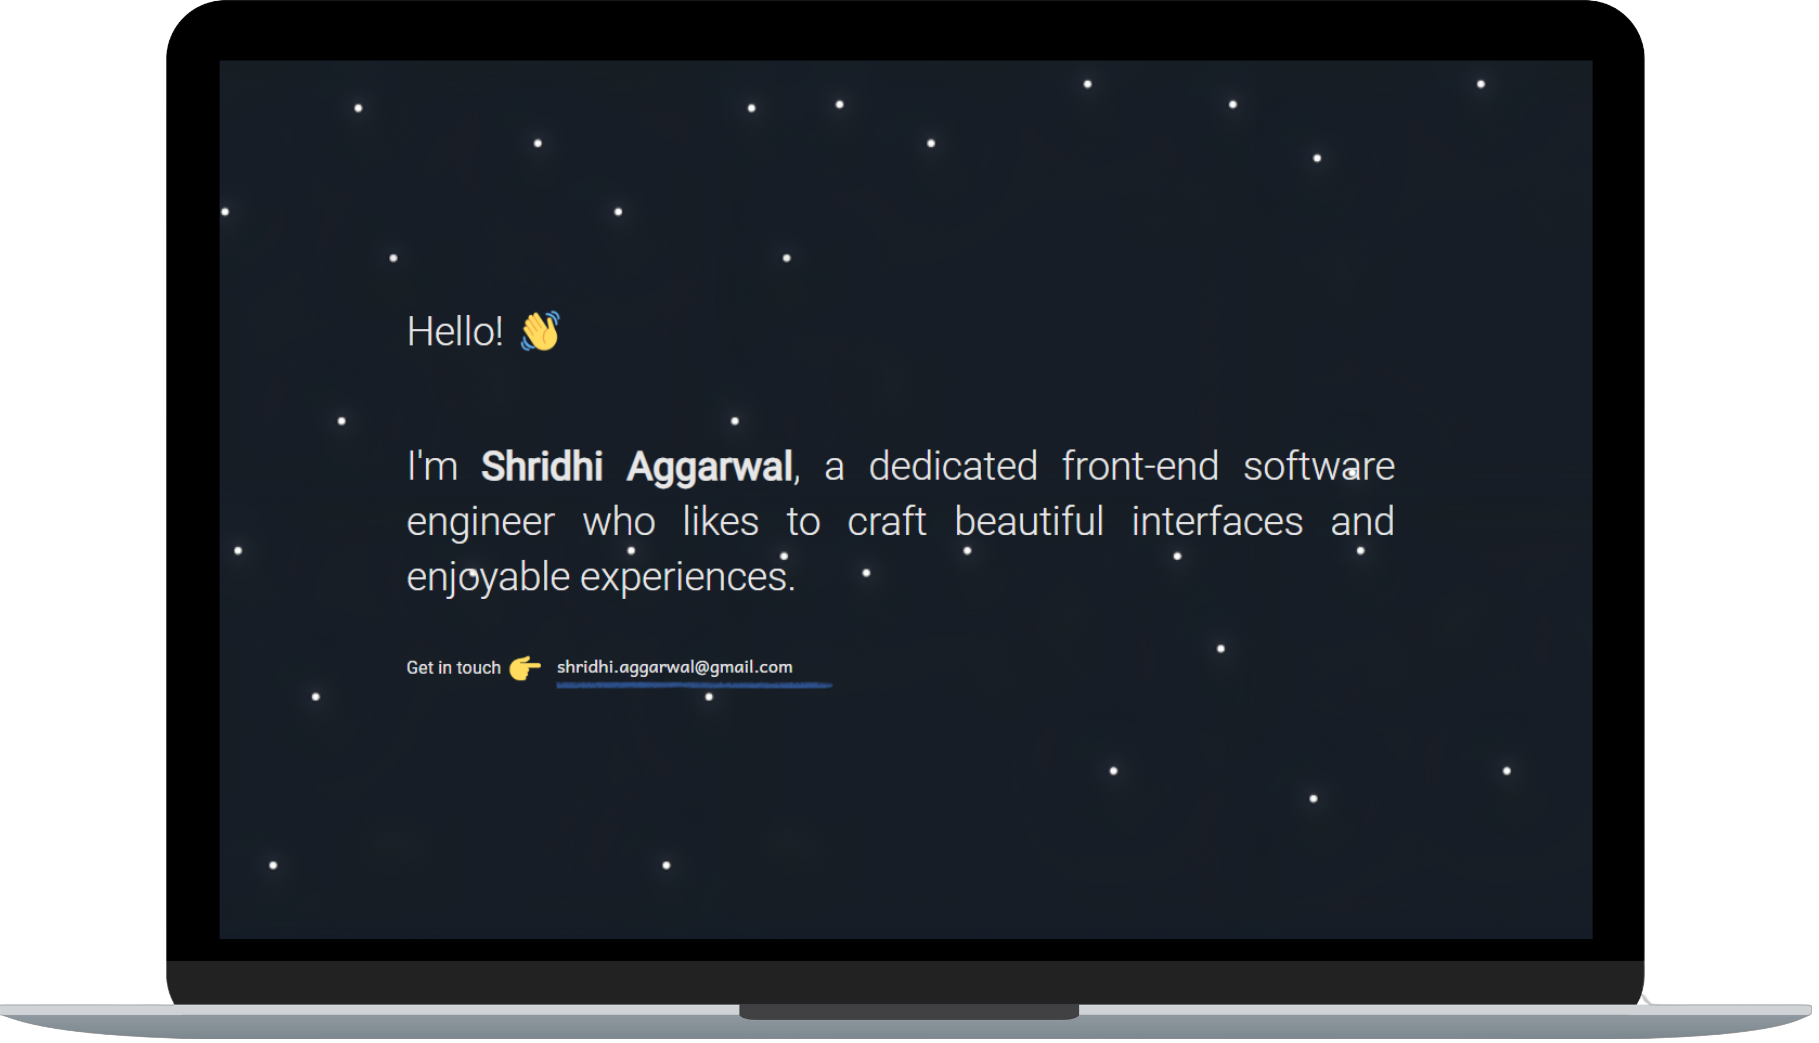 Hello! 👋
I'm Shridhi Aggarwal, a dedicated front-end software
engineer who likes to craft beautiful interfaces and
enjoyable experiences.
Get in touch 👉 shridhi.aggarwal@gmail.com